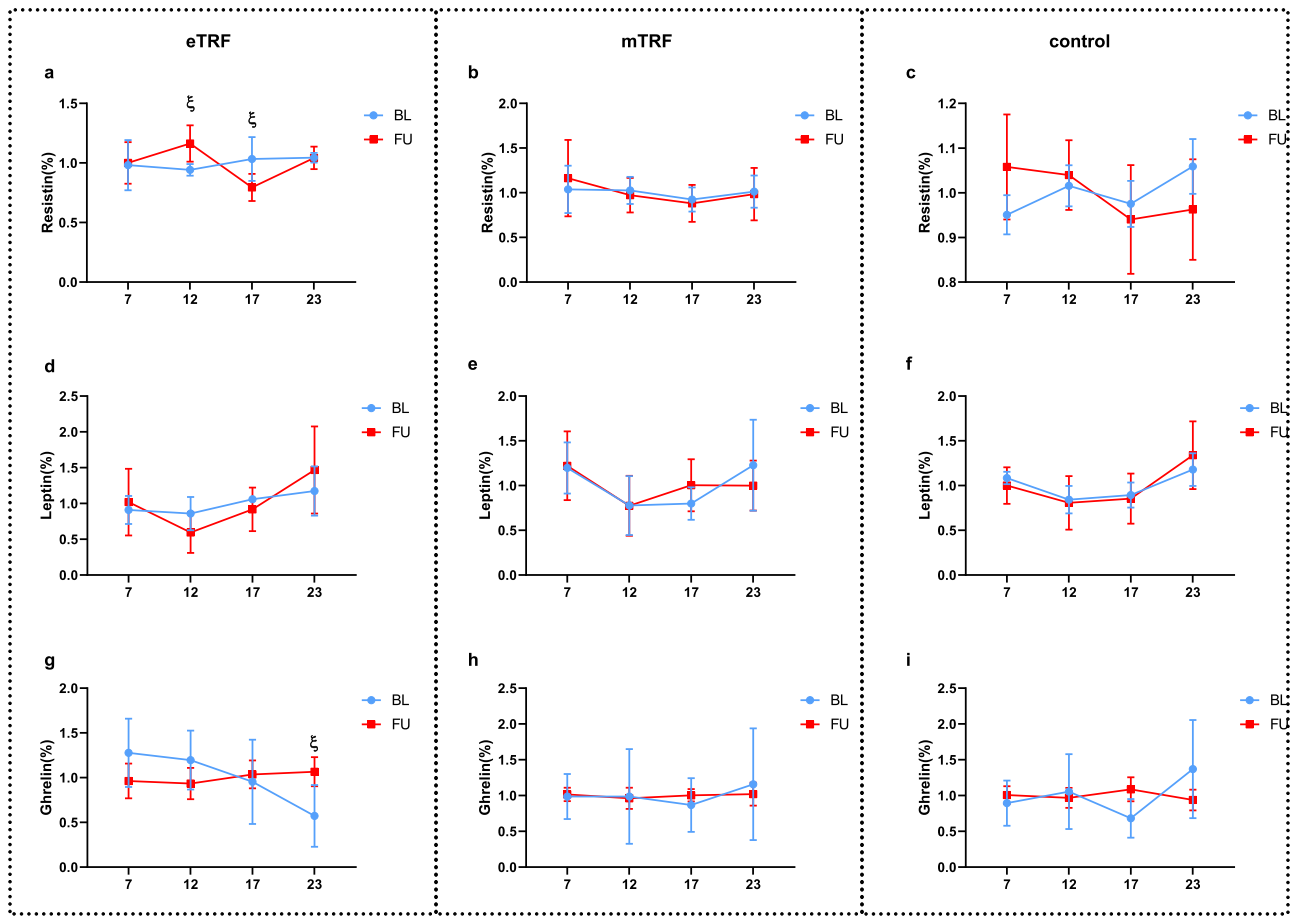 eTRF
mTRF
control
a
ξ
ξ
BL
FU
1.5
1.0
0.5
0.0
Resistin(%)
7 12 17 23
b
BL
FU
2.0
1.5
1.0
0.5
0.0
Resistin(%)
7 12 17 23
c
BL
FU
1.2
1.1
1.0
0.9
0.8
Resistin(%)
7 12 17 23
d
BL
FU
2.5
2.0
1.5
1.0
0.5
0.0
Leptin(%)
7 12 17 23
e
BL
FU
2.0
1.5
1.0
0.5
0.0
Leptin(%)
7 12 17 23
f
BL
FU
2.0
1.5
1.0
0.5
0.0
Leptin(%)
7 12 17 23
g
BL
FU
ξ
2.0
1.5
1.0
0.5
0.0
Ghrelin(%)
7 12 17 23
h
BL
FU
2.5
2.0
1.5
1.0
0.5
0.0
Ghrelin(%)
7 12 17 23
i
BL
FU
2.5
2.0
1.5
1.0
0.5
0.0
Ghrelin(%)
7 12 17 23